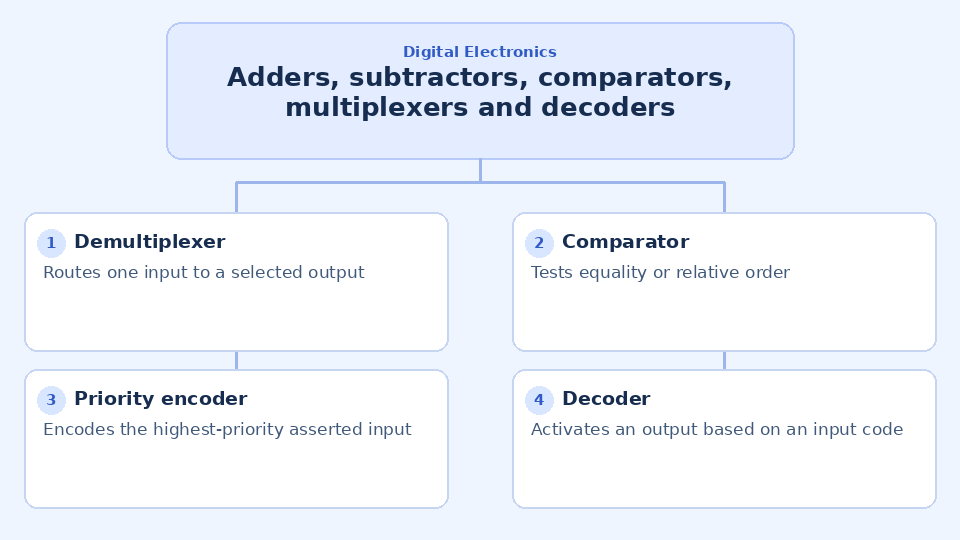 Digital Electronics
Adders, subtractors, comparators,
multiplexers and decoders
1 Demultiplexer
Routes one input to a selected output
2 Comparator
Tests equality or relative order
3 Priority encoder
Encodes the highest-priority asserted input
4 Decoder
Activates an output based on an input code